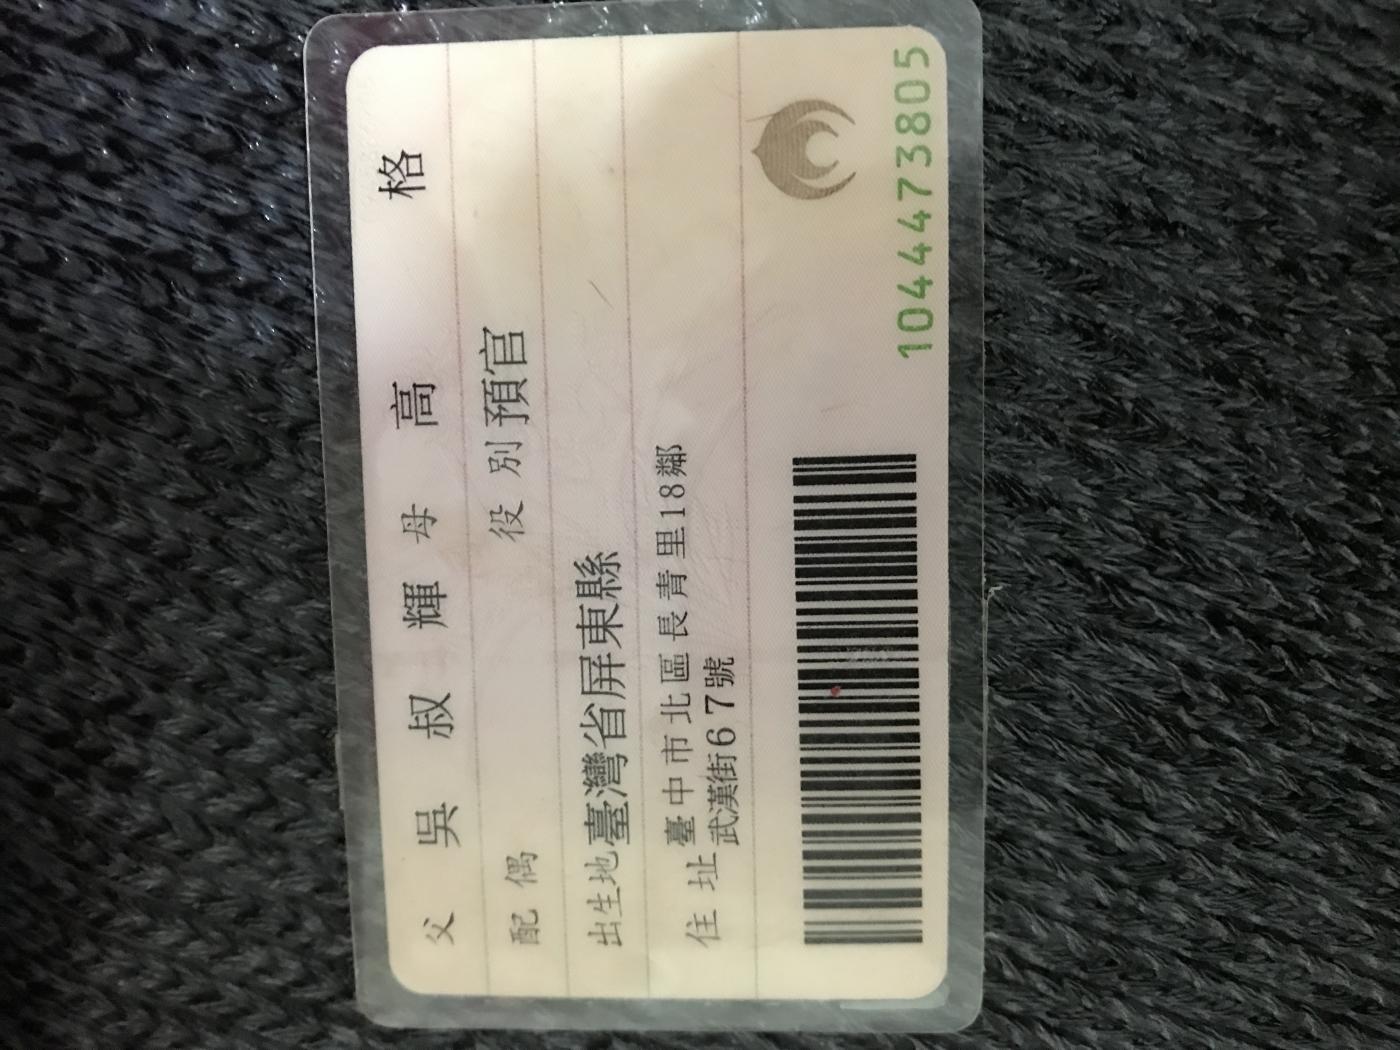 父 吳叔輝 母 高格
配偶 役別 預官
出生地 臺灣省屏東縣
住址 臺中市北區長青里18鄰
武漢街67號
1044473805